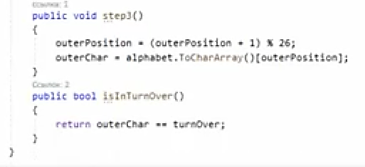 Ссылок: 1
public void step3()
{
outerPosition = (outerPosition + 1) % 26;
outerChar = alphabet.ToCharArray()[outerPosition];
}
Ссылок: 2
public bool isInTurnOver()
{
return outerChar == turnOver;
}
}